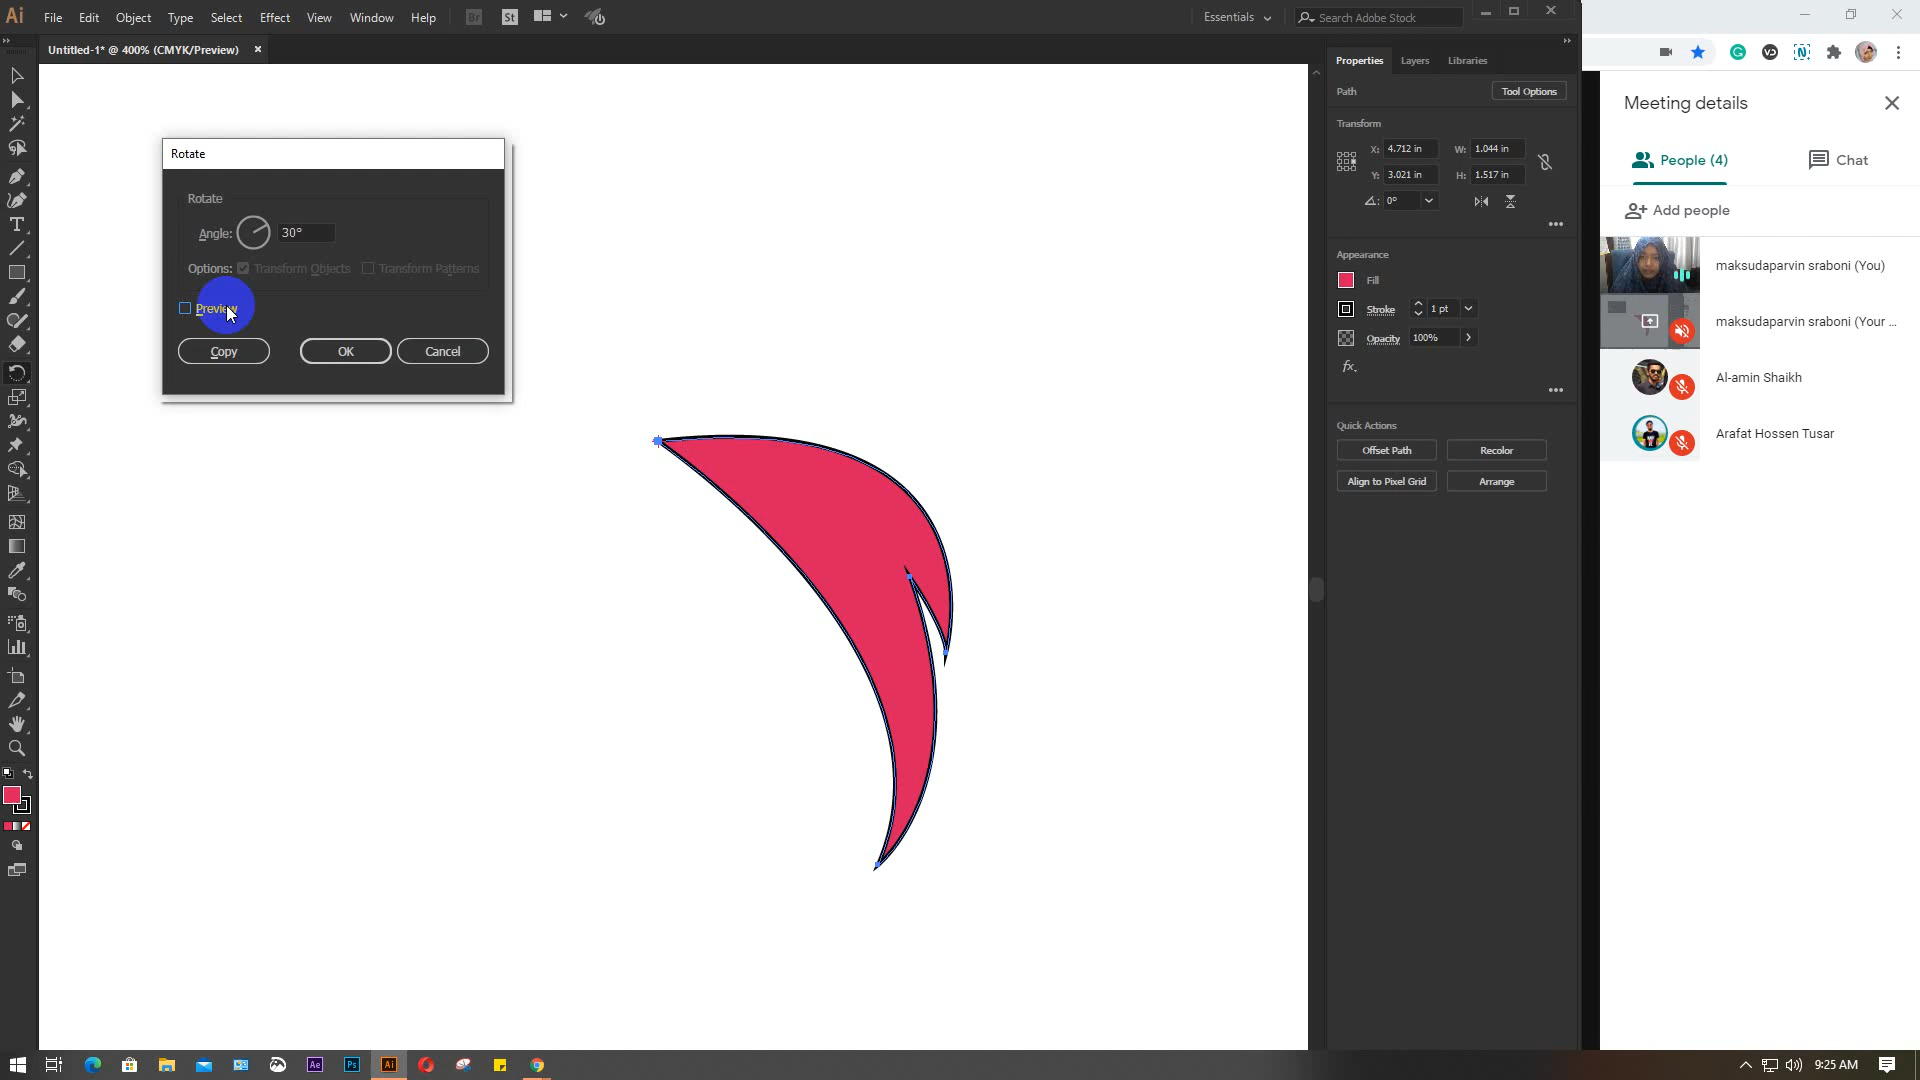 Ai File Edit Object Type Select Effect View Window Help Br St Essentials Search Adobe Stock
Untitled-1* @ 400% (CMYK/Preview) ×
Rotate
Rotate
Angle: 30°
Options: Transform Objects Transform Patterns
Preview
Copy OK Cancel
Properties Layers Libraries
Path Tool Options
Transform
X: 4.712 in W: 1.044 in
Y: 3.021 in H: 1.517 in
0°
Appearance
Fill
Stroke 1 pt
Opacity 100%
fx.
Quick Actions
Offset Path Recolor
Align to Pixel Grid Arrange
Meeting details
People (4) Chat
Add people
maksudaparvin sraboni (You)
maksudaparvin sraboni (Your ...
Al-amin Shaikh
Arafat Hossen Tusar
Ae Ps Ai 9:25 AM